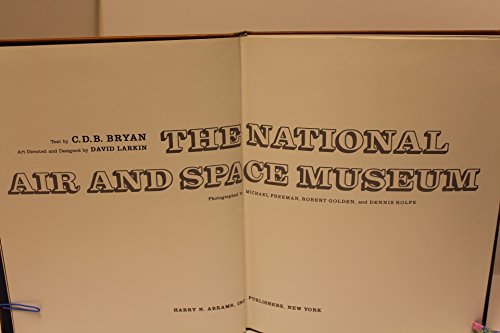 Text by C.D.B. BRYAN
Art Directed and Designed by DAVID LARKIN
THE NATIONAL
AIR AND SPACE MUSEUM
Photographed MICHAEL FREEMAN, ROBERT GOLDEN, and DENNIS ROLFE
HARRY N. ABRAMS, INC PUBLISHERS, NEW YORK